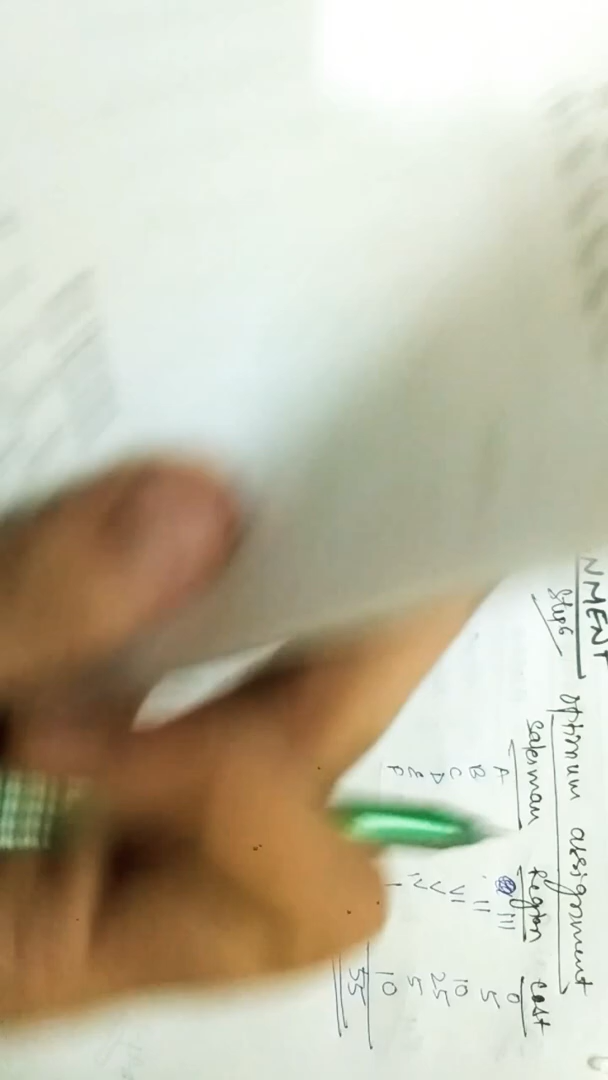 NMENT
Step6
optimum assignment
salesman Region cost
A III 0
B II 5
C VI 10
D V 25
E IV 5
F I 10
55